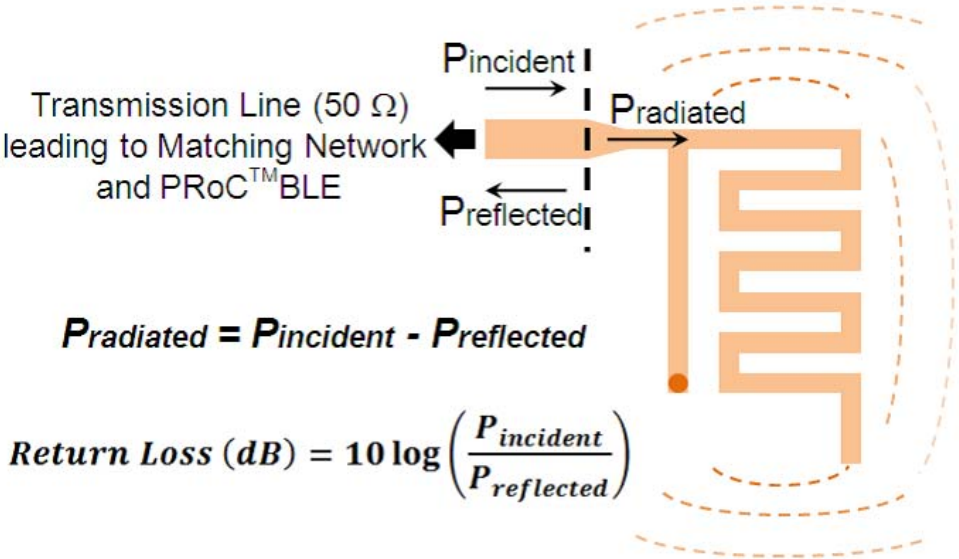 Pincident
Transmission Line (50 Ω)
leading to Matching Network
and PRoC™BLE
Pradiated
Preflected
Pradiated = Pincident - Preflected
Return Loss (dB) = 10 log (Pincident / Preflected)